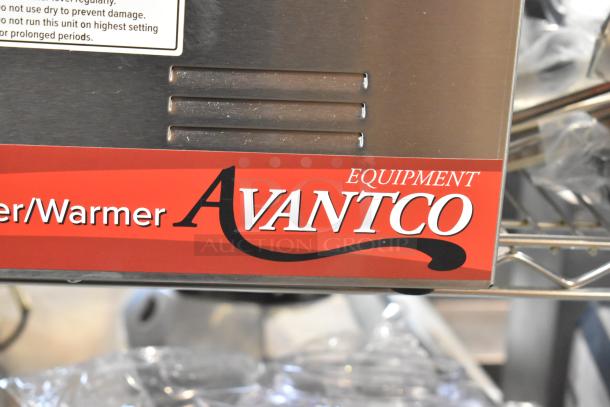 o not use dry to prevent damage.
o not run this unit on highest setting
or prolonged periods.
EQUIPMENT
er/Warmer AVANTCO
AUCTION GROUP